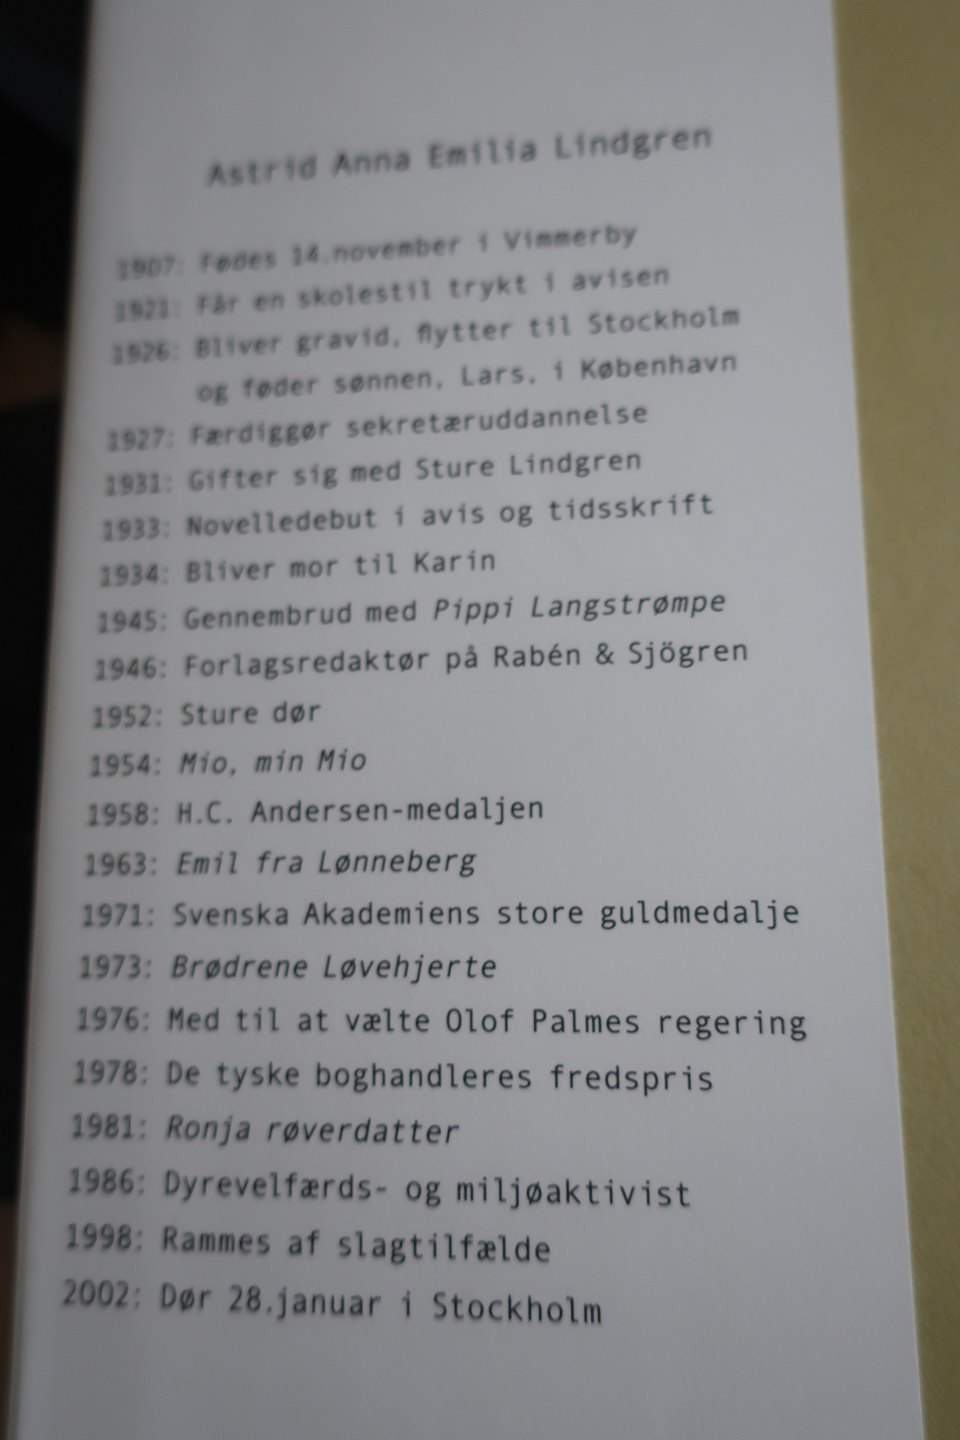 Astrid Anna Emilia Lindgren
1907: Fødes 14.november i Vimmerby
1921: Får en skolestil trykt i avisen
1926: Bliver gravid, flytter til Stockholm
og føder sønnen, Lars, i København
1927: Færdiggør sekretæruddannelse
1931: Gifter sig med Sture Lindgren
1933: Novelledebut i avis og tidsskrift
1934: Bliver mor til Karin
1945: Gennembrud med Pippi Langstrømpe
1946: Forlagsredaktør på Rabén & Sjögren
1952: Sture dør
1954: Mio, min Mio
1958: H.C. Andersen-medaljen
1963: Emil fra Lønneberg
1971: Svenska Akademiens store guldmedalje
1973: Brødrene Løvehjerte
1976: Med til at vælte Olof Palmes regering
1978: De tyske boghandleres fredspris
1981: Ronja røverdatter
1986: Dyrevelfærds- og miljøaktivist
1998: Rammes af slagtilfælde
2002: Dør 28.januar i Stockholm